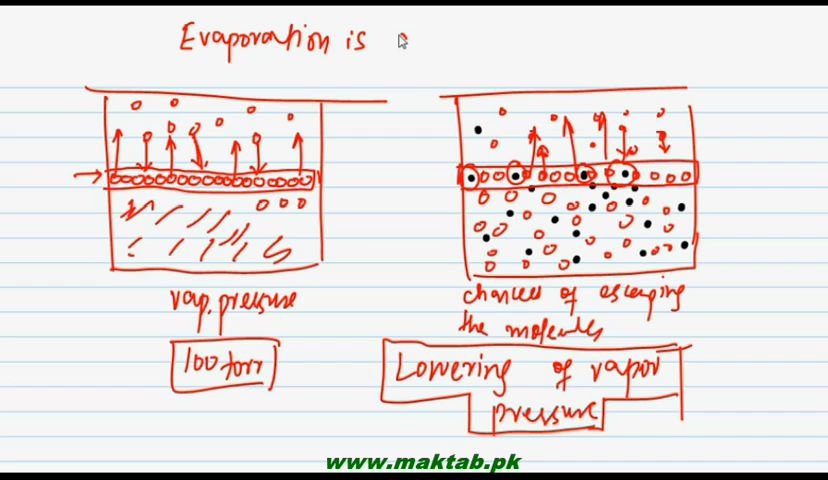 Evaporation is
vap. pressure
100 torr
chances of escaping
the molecules
Lowering of vapor
pressure
www.maktab.pk